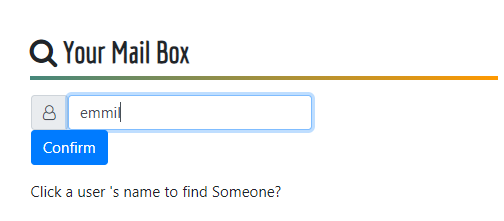 Your Mail Box
emmil
Confirm
Click a user 's name to find Someone?